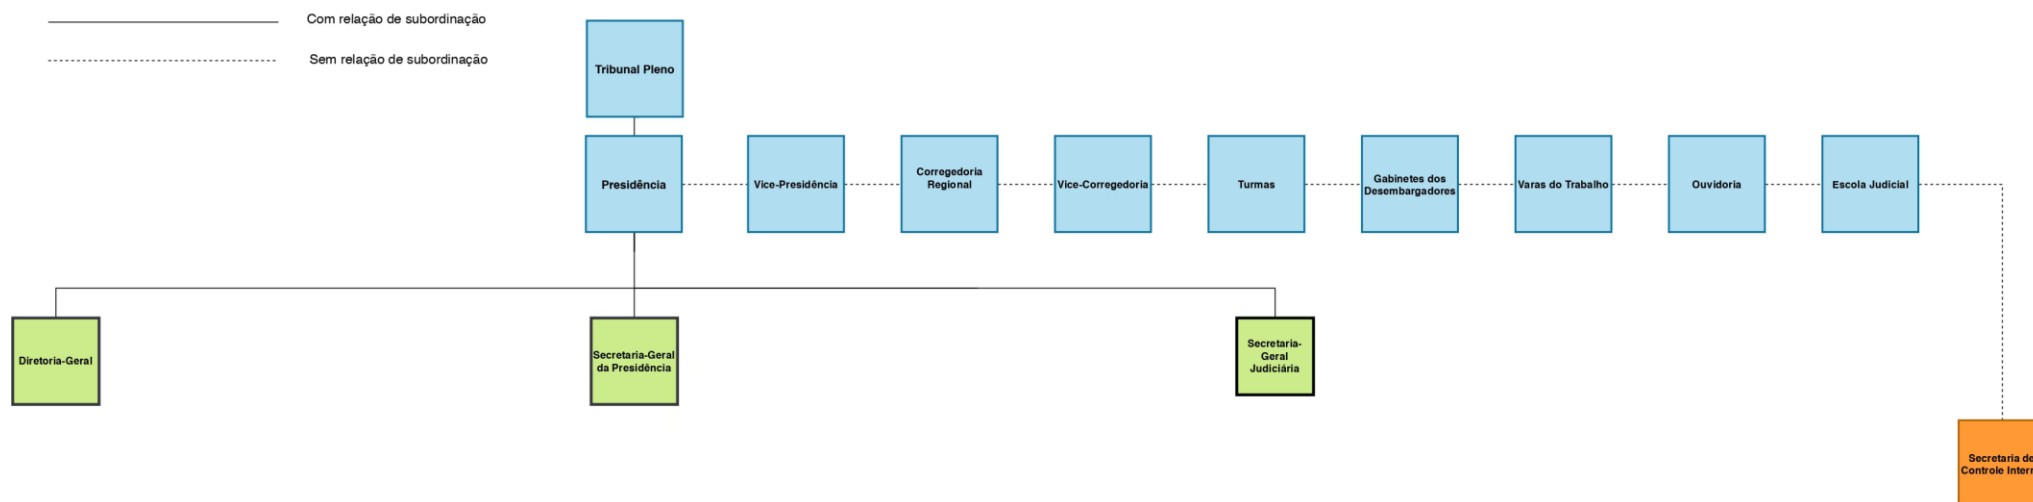 Com relação de subordinação
Sem relação de subordinação
Tribunal Pleno
Presidência
Vice-Presidência
Corregedoria
Regional
Vice-Corregedoria
Turmas
Gabinetes dos
Desembargadores
Varas do Trabalho
Ouvidoria
Escola Judicial
Diretoria-Geral
Secretaria-Geral
da Presidência
Secretaria-
Geral
Judiciária
Secretaria de
Controle